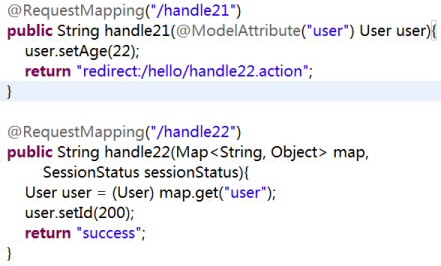 @RequestMapping("/handle21")
public String handle21(@ModelAttribute("user") User user){
user.setAge(22);
return "redirect:/hello/handle22.action";
}
@RequestMapping("/handle22")
public String handle22(Map<String, Object> map,
SessionStatus sessionStatus){
User user = (User) map.get("user");
user.setId(200);
return "success";
}